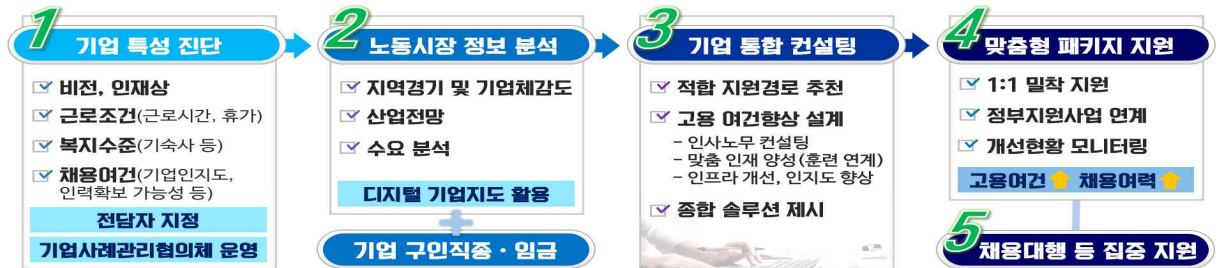 1 기업 특성 진단
비전, 인재상
근로조건(근로시간, 휴가)
복지수준(기숙사 등)
채용여건(기업인지도,
인력확보 가능성 등)
전담자 지정
기업사례관리협의체 운영
2 노동시장 정보 분석
지역경기 및 기업체감도
산업전망
수요 분석
디지털 기업지도 활용
+
기업 구인직종 · 임금
3 기업 통합 컨설팅
적합 지원경로 추천
고용 여건향상 설계
- 인사노무 컨설팅
- 맞춤 인재 양성(훈련 연계)
- 인프라 개선, 인지도 향상
종합 솔루션 제시
4 맞춤형 패키지 지원
1:1 밀착 지원
정부지원사업 연계
개선현황 모니터링
고용여건 채용여력
5 채용대행 등 집중 지원